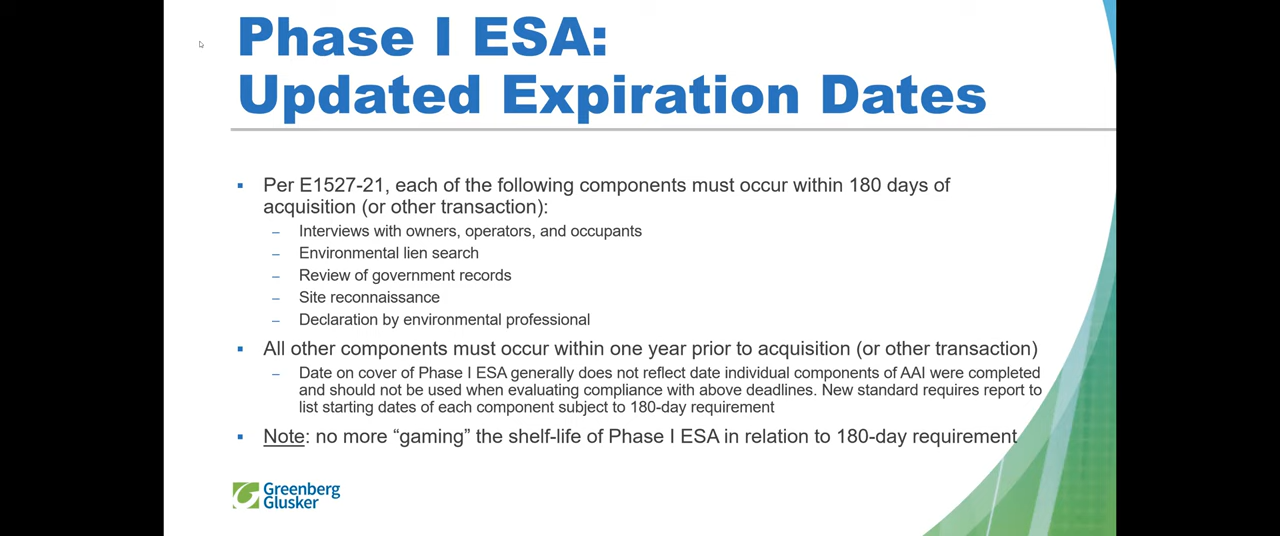 Phase I ESA:
Updated Expiration Dates
▪ Per E1527-21, each of the following components must occur within 180 days of
acquisition (or other transaction):
– Interviews with owners, operators, and occupants
– Environmental lien search
– Review of government records
– Site reconnaissance
– Declaration by environmental professional
▪ All other components must occur within one year prior to acquisition (or other transaction)
– Date on cover of Phase I ESA generally does not reflect date individual components of AAI were completed
and should not be used when evaluating compliance with above deadlines. New standard requires report to
list starting dates of each component subject to 180-day requirement
▪ Note: no more “gaming” the shelf-life of Phase I ESA in relation to 180-day requirement
Greenberg
Glusker